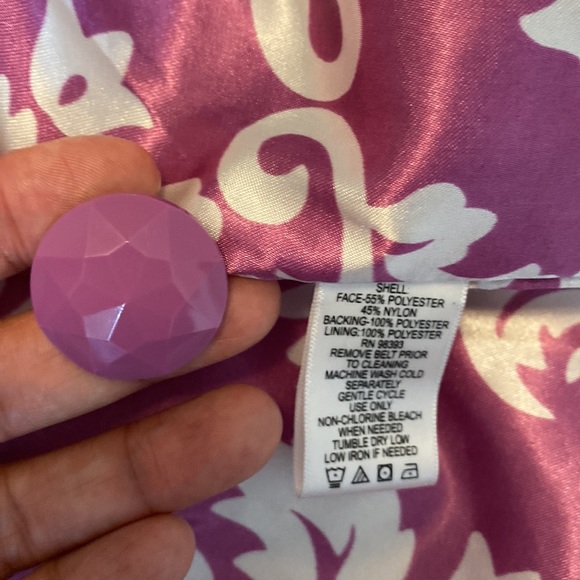 SHELL
FACE-55% POLYESTER
45% NYLON
BACKING-100% POLYESTER
LINING:100% POLYESTER
RN 98393
REMOVE BELT PRIOR
TO CLEANING
MACHINE WASH COLD
SEPARATELY
GENTLE CYCLE
USE ONLY
NON-CHLORINE BLEACH
WHEN NEEDED
TUMBLE DRY LOW
LOW IRON IF NEEDED